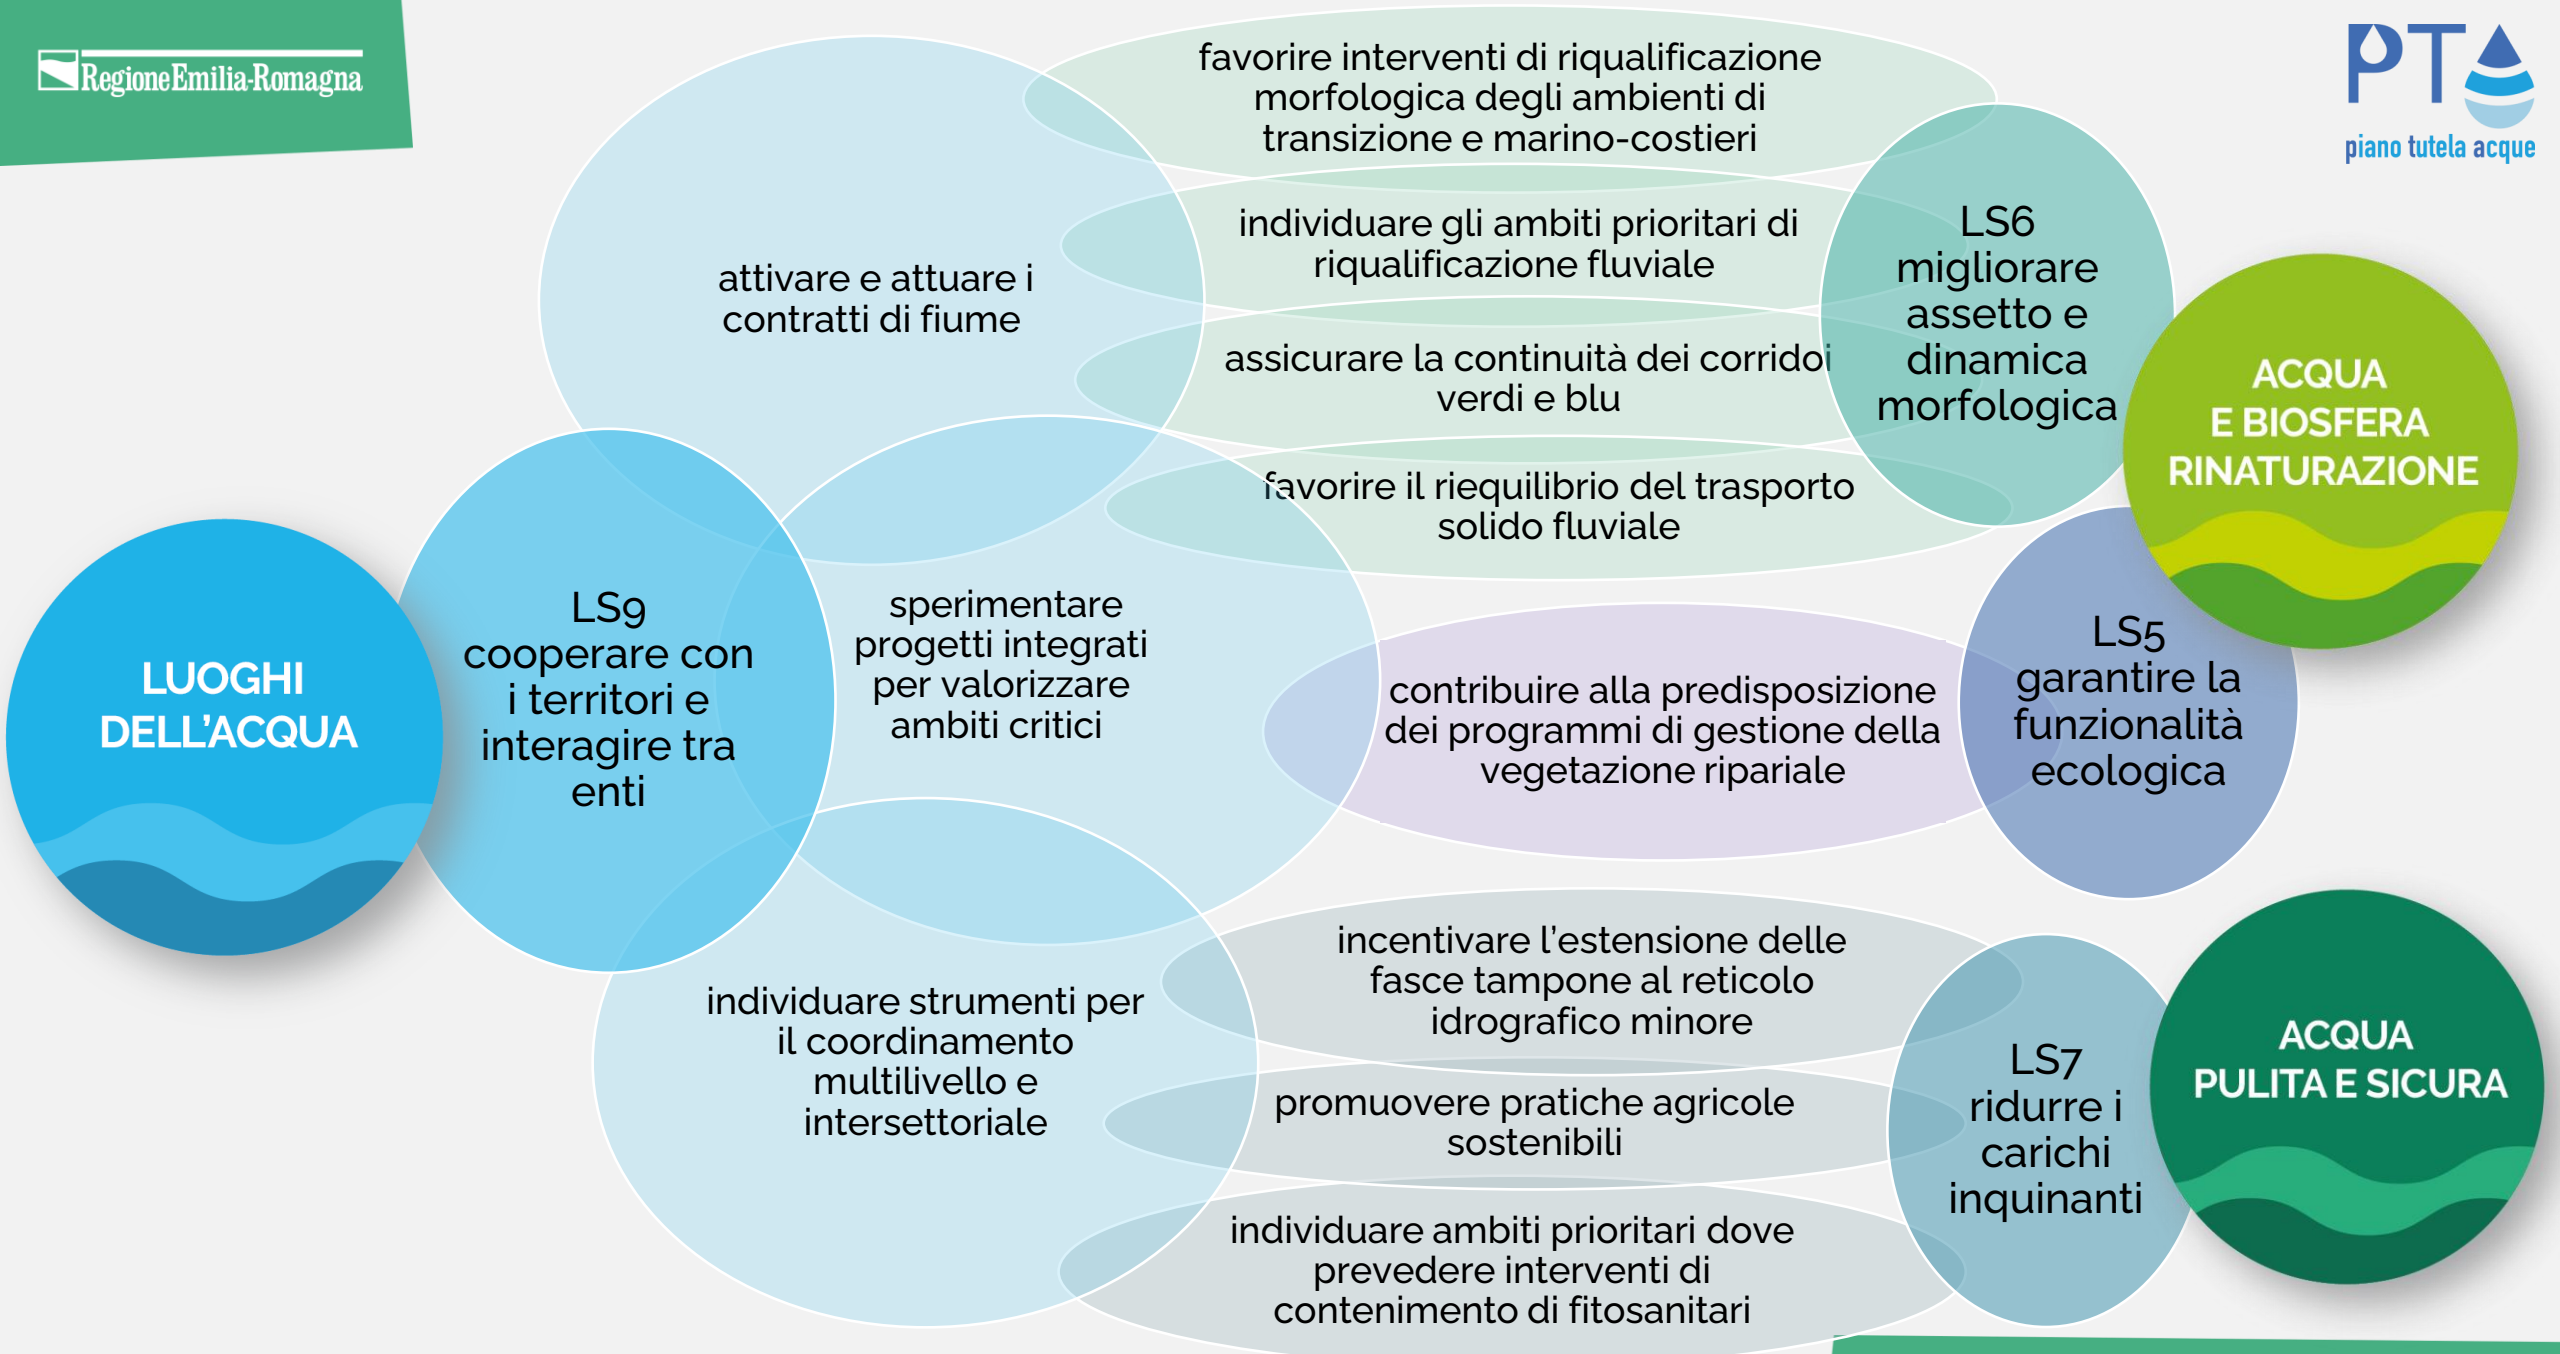 RegioneEmilia-Romagna
PTA
piano tutela acque
favorire interventi di riqualificazione
morfologica degli ambienti di
transizione e marino-costieri
individuare gli ambiti prioritari di
riqualificazione fluviale
assicurare la continuità dei corridoi
verdi e blu
favorire il riequilibrio del trasporto
solido fluviale
LS6
migliorare
assetto e
dinamica
morfologica
ACQUA
E BIOSFERA
RINATURAZIONE
attivare e attuare i
contratti di fiume
LUOGHI
DELL'ACQUA
LS9
cooperare con
i territori e
interagire tra
enti
sperimentare
progetti integrati
per valorizzare
ambiti critici
contribuire alla predisposizione
dei programmi di gestione della
vegetazione ripariale
LS5
garantire la
funzionalità
ecologica
individuare strumenti per
il coordinamento
multilivello e
intersettoriale
incentivare l'estensione delle
fasce tampone al reticolo
idrografico minore
promuovere pratiche agricole
sostenibili
individuare ambiti prioritari dove
prevedere interventi di
contenimento di fitosanitari
LS7
ridurre i
carichi
inquinanti
ACQUA
PULITA E SICURA